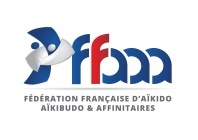 ffaaa
FÉDÉRATION FRANÇAISE D'AÏKIDO
AÏKIBUDO & AFFINITAIRES